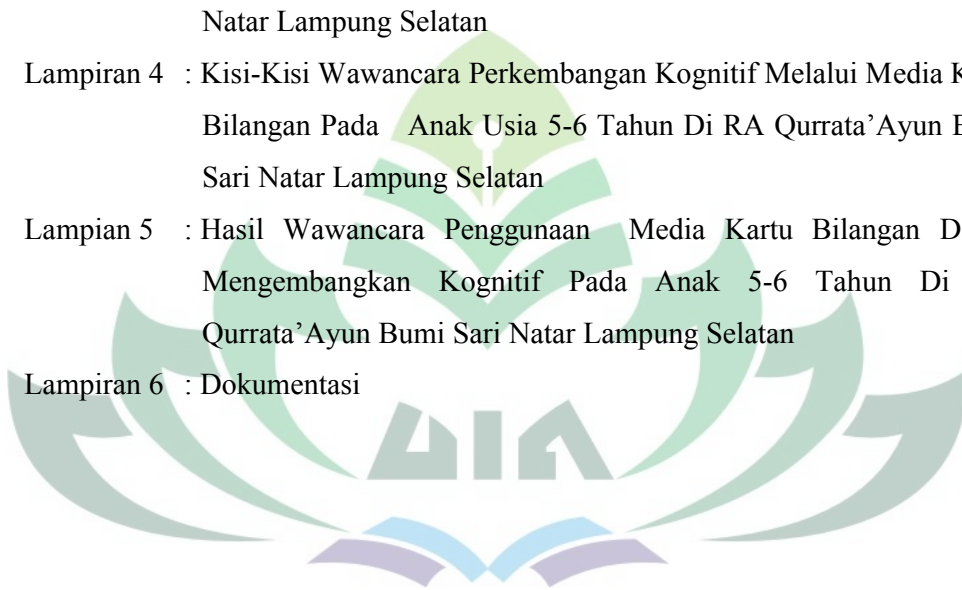 Natar Lampung Selatan
Lampiran 4 : Kisi-Kisi Wawancara Perkembangan Kognitif Melalui Media
Bilangan Pada Anak Usia 5-6 Tahun Di RA Qurrata’Ayun
Sari Natar Lampung Selatan
Lampian 5 : Hasil Wawancara Penggunaan Media Kartu Bilangan
Mengembangkan Kognitif Pada Anak 5-6 Tahun Di
Qurrata’Ayun Bumi Sari Natar Lampung Selatan
Lampiran 6 : Dokumentasi
UIN